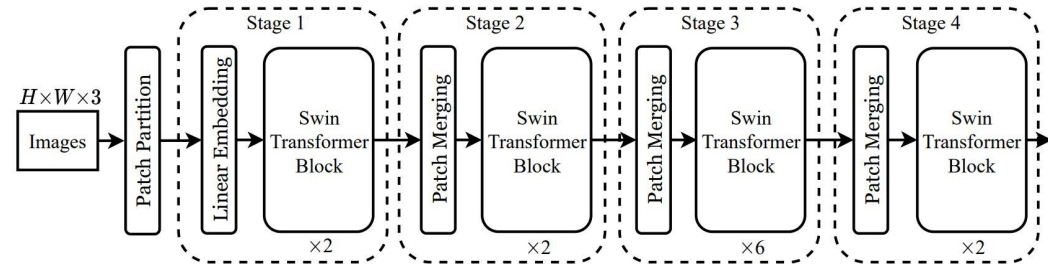 Stage 1
Stage 2
Stage 3
Stage 4
H×W×3
Images
Patch Partition
Linear Embedding
Swin
Transformer
Block
×2
Patch Merging
Swin
Transformer
Block
×2
Patch Merging
Swin
Transformer
Block
×6
Patch Merging
Swin
Transformer
Block
×2